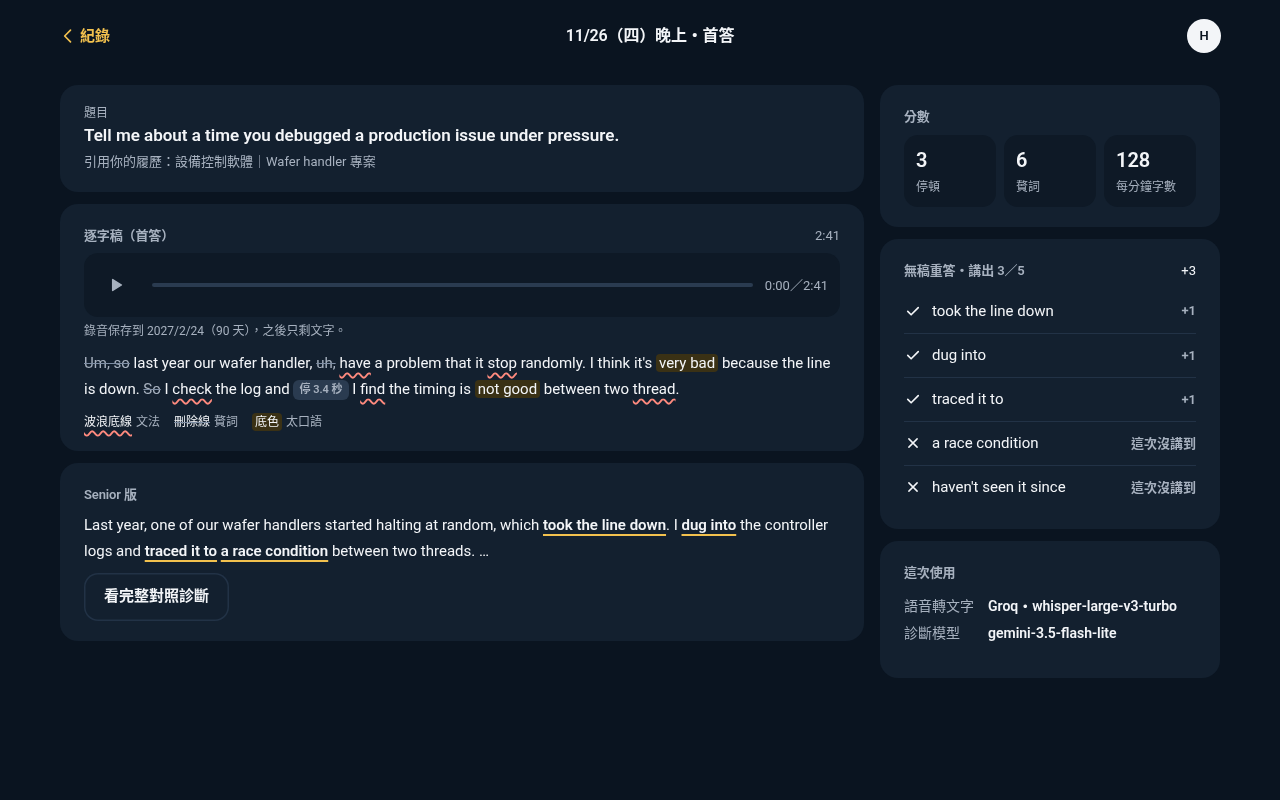 紀錄
11/26（四）晚上・首答
H
題目
Tell me about a time you debugged a production issue under pressure.
引用你的履歷：設備控制軟體｜Wafer handler 專案
逐字稿（首答）
2:41
0:00／2:41
錄音保存到 2027/2/24（90 天），之後只剩文字。
Um, so last year our wafer handler, uh, have a problem that it stop randomly. I think it's very bad because the line
is down. So I check the log and 停 3.4 秒 I find the timing is not good between two thread.
波浪底線 文法 刪除線 贅詞 底色 太口語
Senior 版
Last year, one of our wafer handlers started halting at random, which took the line down. I dug into the controller
logs and traced it to a race condition between two threads. …
看完整對照診斷
分數
3
停頓
6
贅詞
128
每分鐘字數
無稿重答・講出 3／5
+3
took the line down
+1
dug into
+1
traced it to
+1
a race condition
這次沒講到
haven't seen it since
這次沒講到
這次使用
語音轉文字 Groq・whisper-large-v3-turbo
診斷模型 gemini-3.5-flash-lite